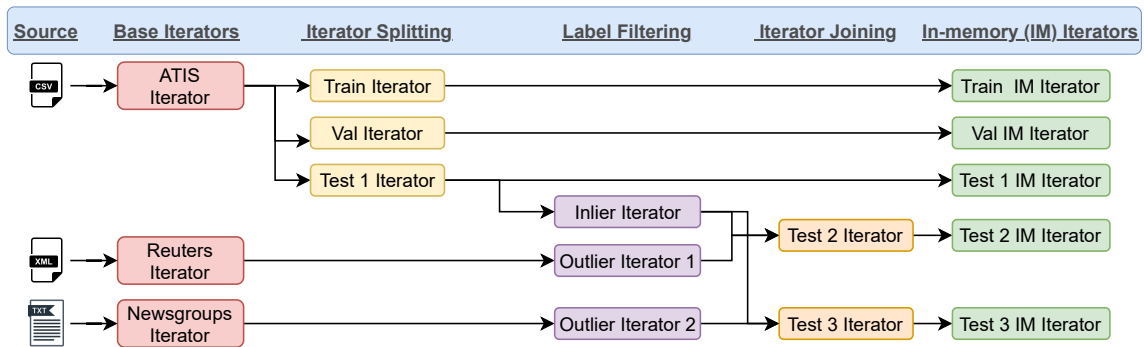 Source Base Iterators Iterator Splitting Label Filtering Iterator Joining In-memory (IM) Iterators
CSV
ATIS
Iterator
Train Iterator
Train IM Iterator
Val Iterator
Val IM Iterator
Test 1 Iterator
Test 1 IM Iterator
Inlier Iterator
Test 2 Iterator
Test 2 IM Iterator
XML
Reuters
Iterator
Outlier Iterator 1
TXT
Newsgroups
Iterator
Outlier Iterator 2
Test 3 Iterator
Test 3 IM Iterator